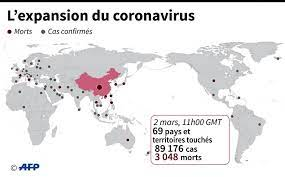 L'expansion du coronavirus
Morts Cas confirmés
2 mars, 11h00 GMT
69 pays et
territoires touchés
89 176 cas
3 048 morts
© AFP